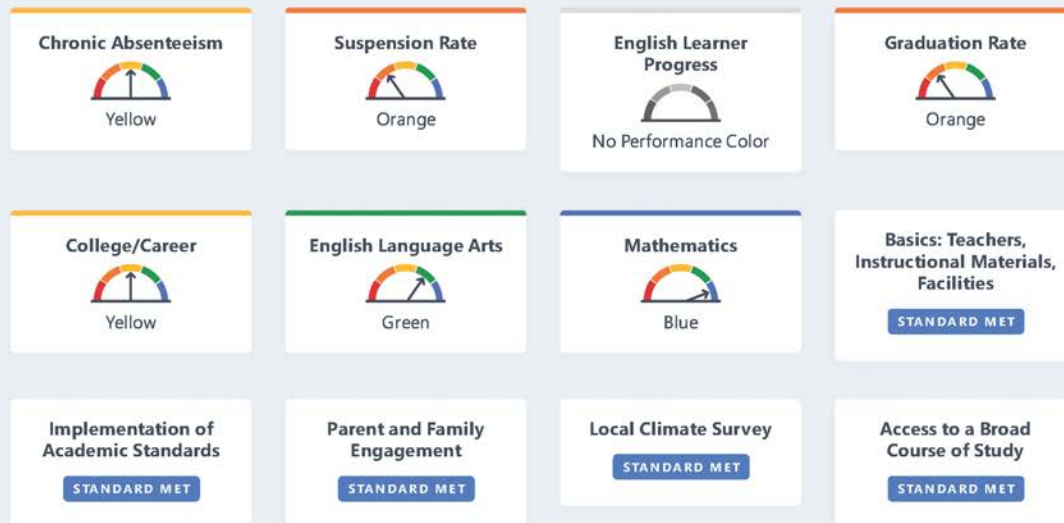 Chronic Absenteeism
Yellow
Suspension Rate
Orange
English Learner
Progress
No Performance Color
Graduation Rate
Orange
College/Career
Yellow
English Language Arts
Green
Mathematics
Blue
Basics: Teachers,
Instructional Materials,
Facilities
STANDARD MET
Implementation of
Academic Standards
STANDARD MET
Parent and Family
Engagement
STANDARD MET
Local Climate Survey
STANDARD MET
Access to a Broad
Course of Study
STANDARD MET